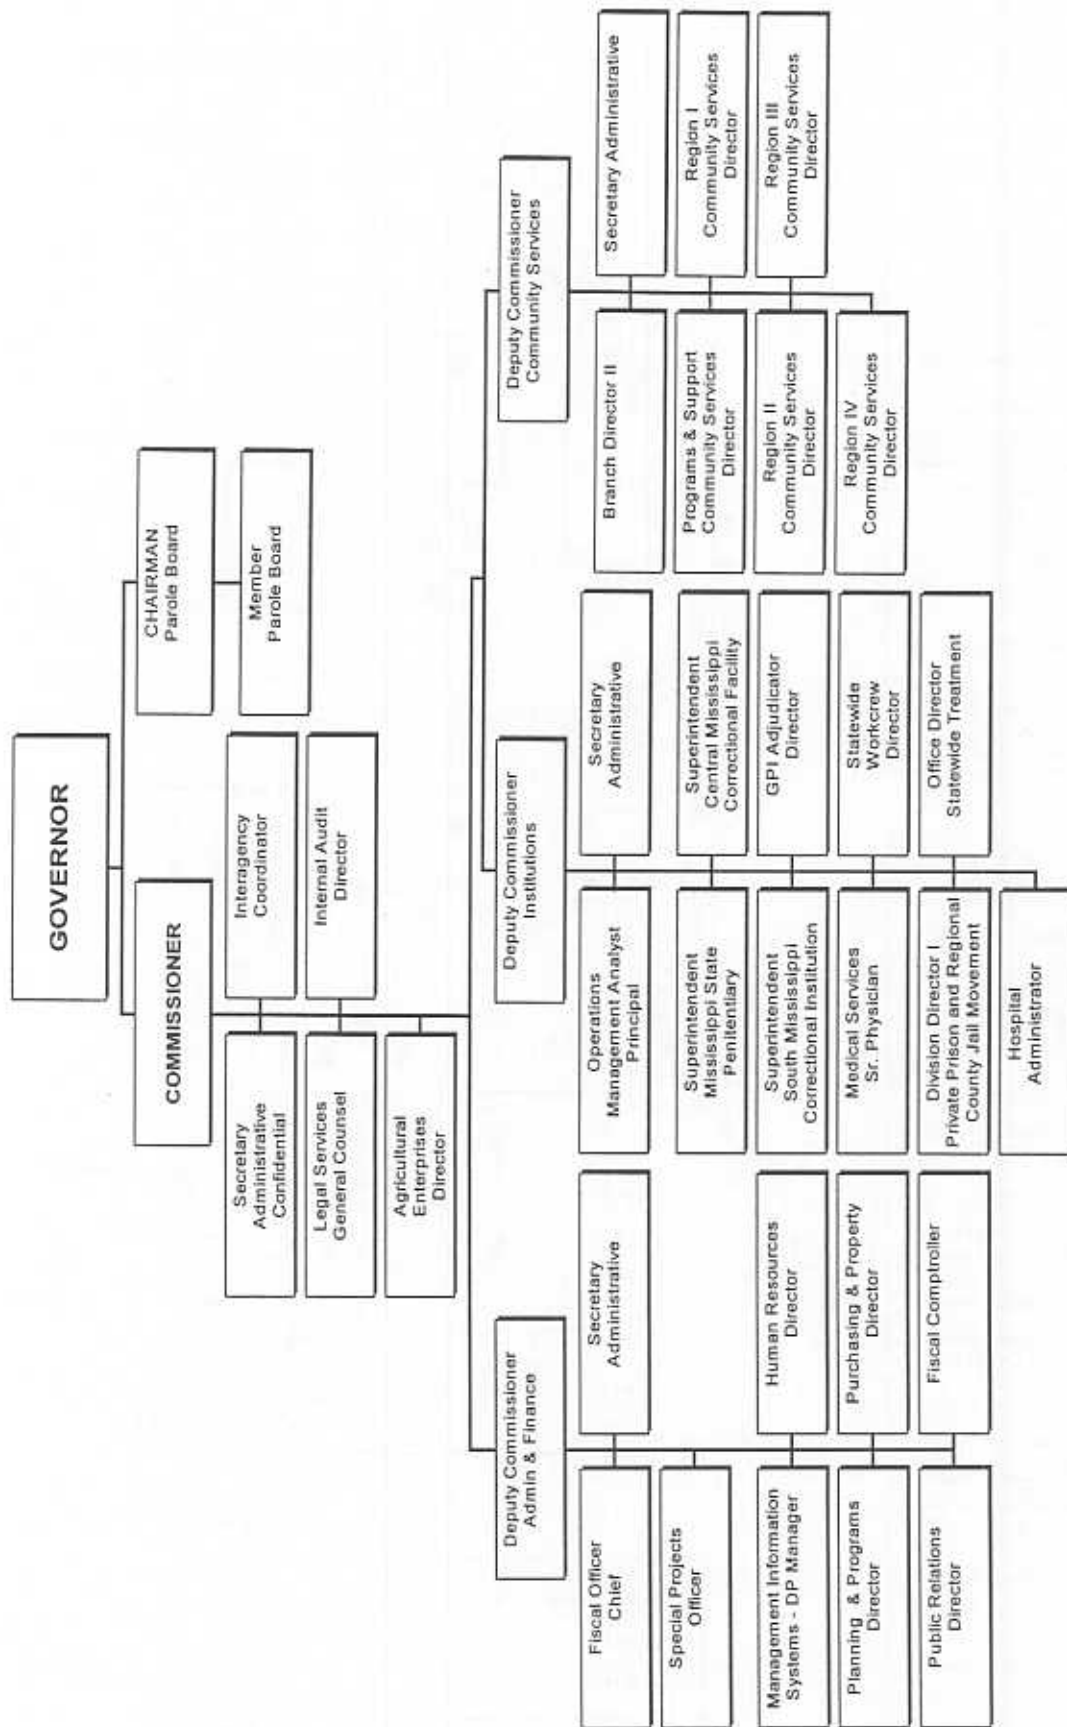 GOVERNOR
COMMISSIONER
CHAIRMAN
Parole Board
Member
Parole Board
Secretary
Administrative
Confidential
Interagency
Coordinator
Legal Services
General Counsel
Internal Audit
Director
Agricultural
Enterprises
Director
Deputy Commissioner
Admin & Finance
Deputy Commissioner
Institutions
Deputy Commissioner
Community Services
Fiscal Officer
Chief
Secretary
Administrative
Special Projects
Officer
Management Information
Systems - DP Manager
Human Resources
Director
Planning & Programs
Director
Purchasing & Property
Director
Public Relations
Director
Fiscal Comptroller
Operations
Management Analyst
Principal
Secretary
Administrative
Superintendent
Mississippi State
Penitentiary
Superintendent
Central Mississippi
Correctional Facility
Superintendent
South Mississippi
Correctional Institution
GPI Adjudicator
Director
Medical Services
Sr. Physician
Statewide
Workcrew
Director
Division Director I
Private Prison and Regional
County Jail Movement
Office Director
Statewide Treatment
Hospital
Administrator
Branch Director II
Secretary Administrative
Programs & Support
Community Services
Director
Region I
Community Services
Director
Region II
Community Services
Director
Region III
Community Services
Director
Region IV
Community Services
Director